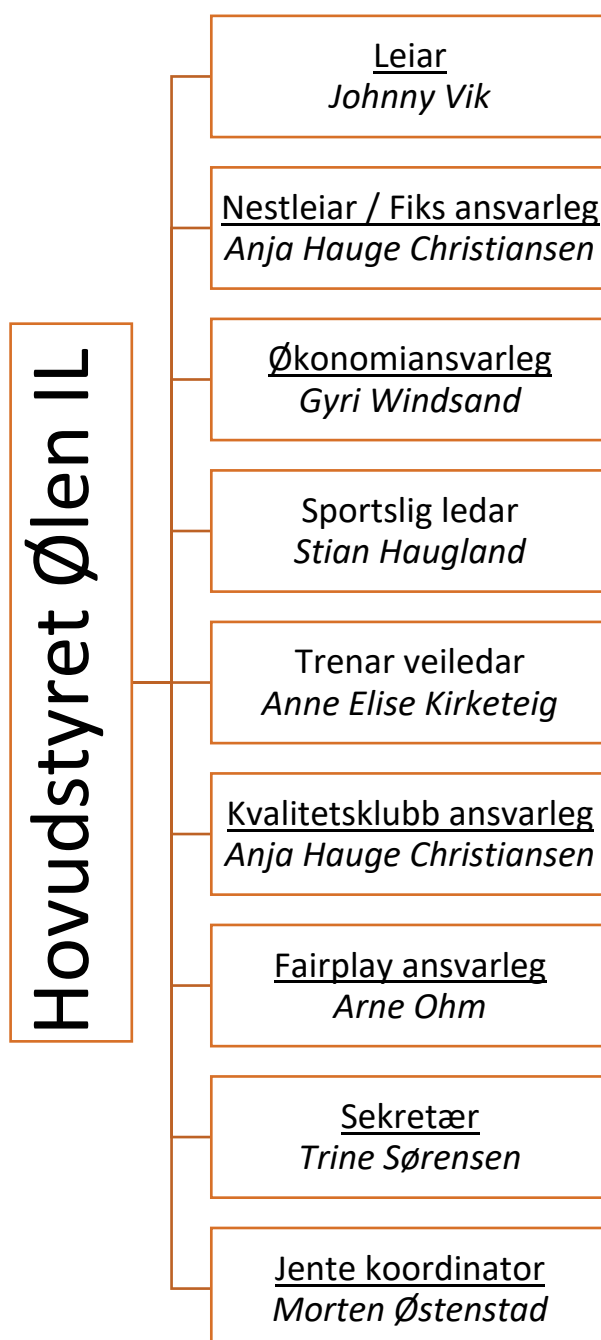 Hovudstyret Ølen IL
Leiar
Johnny Vik
Nestleiar / Fiks ansvarleg
Anja Hauge Christiansen
Økonomiansvarleg
Gyri Windsand
Sportslig ledar
Stian Haugland
Trenar veiledar
Anne Elise Kirketeig
Kvalitetsklubb ansvarleg
Anja Hauge Christiansen
Fairplay ansvarleg
Arne Ohm
Sekretær
Trine Sørensen
Jente koordinator
Morten Østenstad